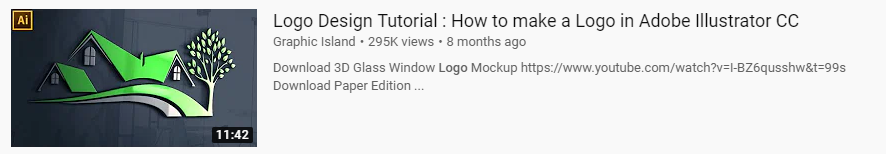 Ai
Logo Design Tutorial : How to make a Logo in Adobe Illustrator CC
Graphic Island • 295K views • 8 months ago
Download 3D Glass Window Logo Mockup https://www.youtube.com/watch?v=I-BZ6qusshw&t=99s
Download Paper Edition ...
11:42